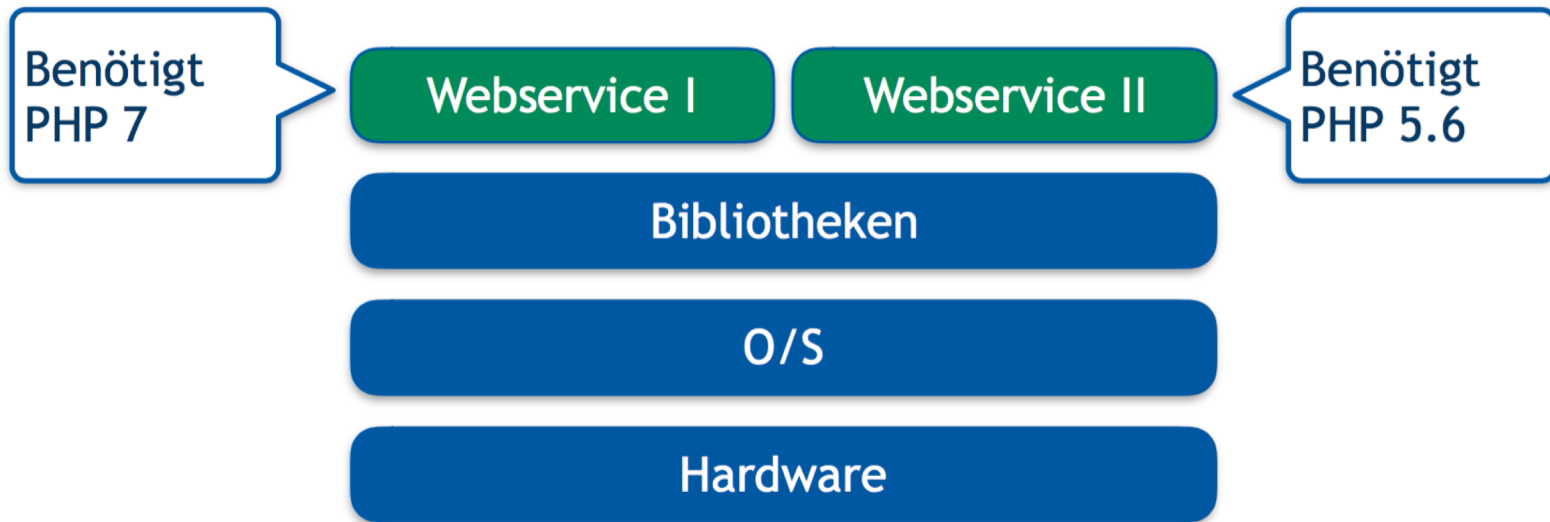 Benötigt
PHP 7
Webservice I
Webservice II
Benötigt
PHP 5.6
Bibliotheken
O/S
Hardware